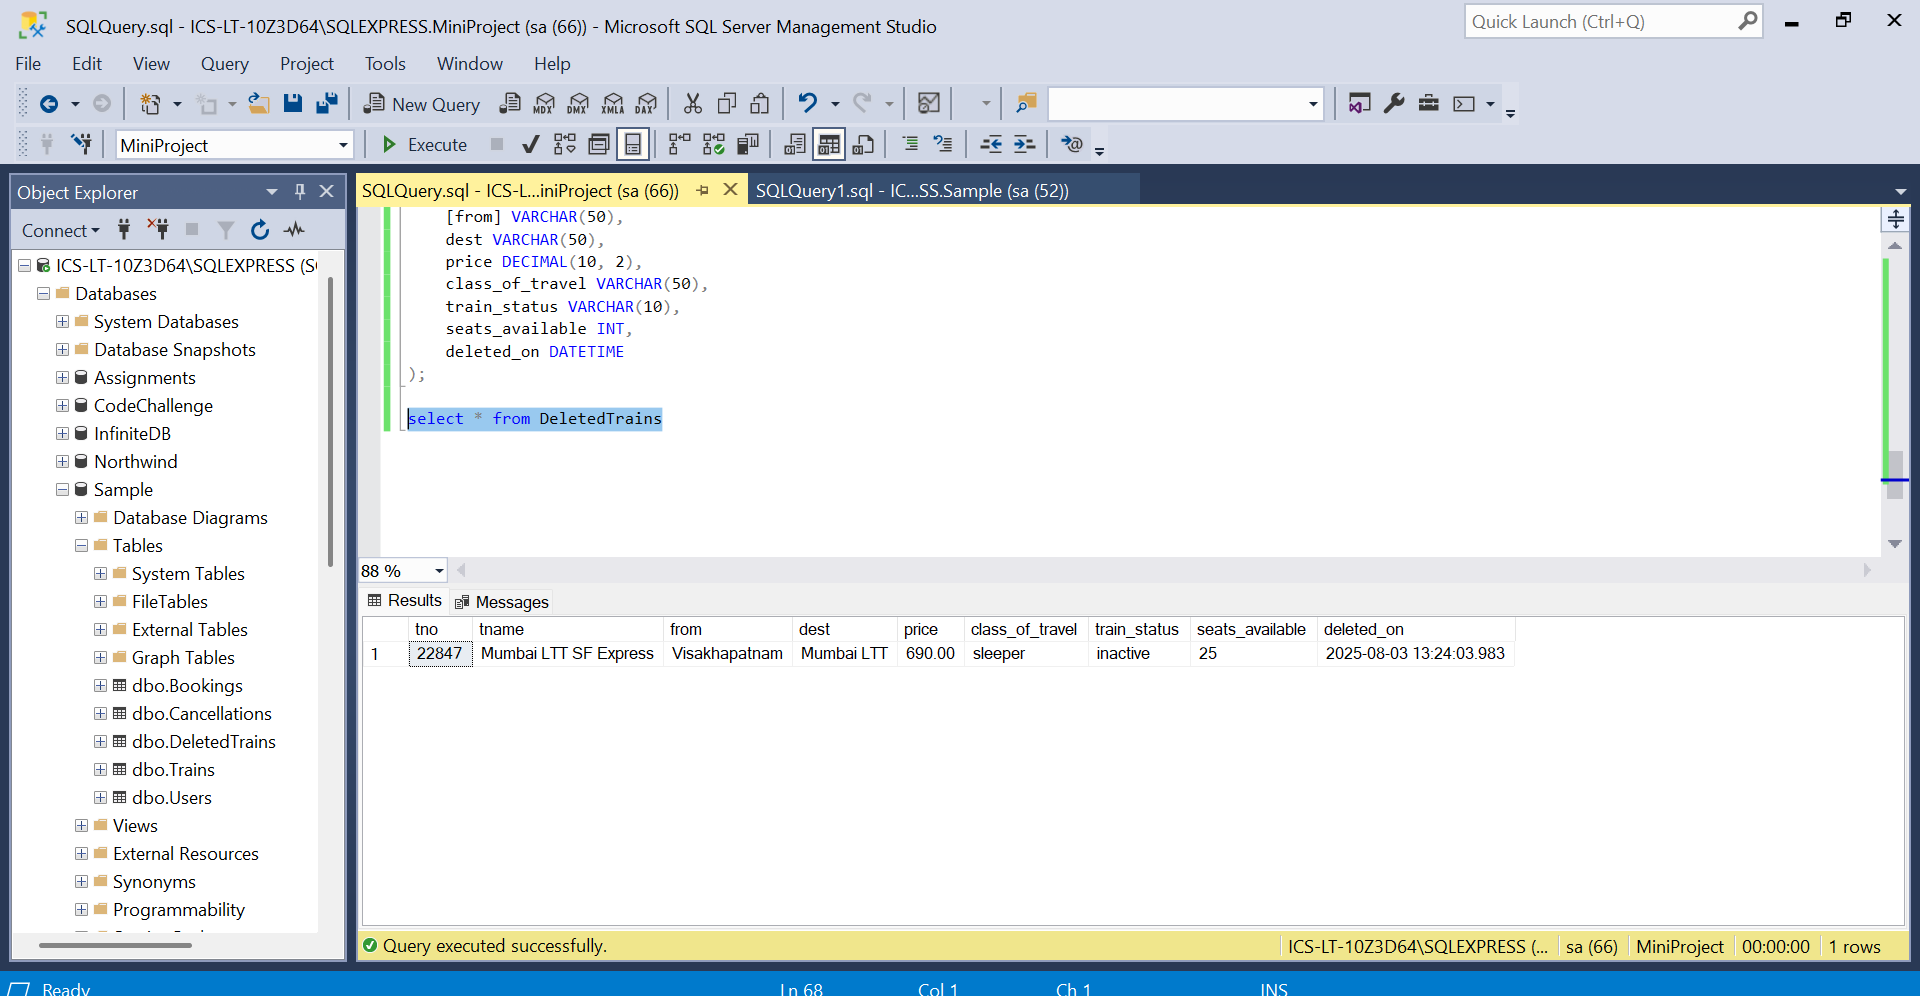 SQLQuery.sql - ICS-LT-10Z3D64\SQLEXPRESS.MiniProject (sa (66)) - Microsoft SQL Server Management Studio
Quick Launch (Ctrl+Q)
File Edit View Query Project Tools Window Help
New Query MDX DMX XMLA DAX
MiniProject Execute
Object Explorer
Connect
ICS-LT-10Z3D64\SQLEXPRESS (S
Databases
System Databases
Database Snapshots
Assignments
CodeChallenge
InfiniteDB
Northwind
Sample
Database Diagrams
Tables
System Tables
FileTables
External Tables
Graph Tables
dbo.Bookings
dbo.Cancellations
dbo.DeletedTrains
dbo.Trains
dbo.Users
Views
External Resources
Synonyms
Programmability
SQLQuery.sql - ICS-L...iniProject (sa (66)) SQLQuery1.sql - IC...SS.Sample (sa (52))
[from] VARCHAR(50),
dest VARCHAR(50),
price DECIMAL(10, 2),
class_of_travel VARCHAR(50),
train_status VARCHAR(10),
seats_available INT,
deleted_on DATETIME
);
select * from DeletedTrains
88 %
Results Messages
tno tname from dest price class_of_travel train_status seats_available deleted_on
1 22847 Mumbai LTT SF Express Visakhapatnam Mumbai LTT 690.00 sleeper inactive 25 2025-08-03 13:24:03.983
Query executed successfully. ICS-LT-10Z3D64\SQLEXPRESS (... sa (66) MiniProject 00:00:00 1 rows
Ready Ln 68 Col 1 Ch 1 INS